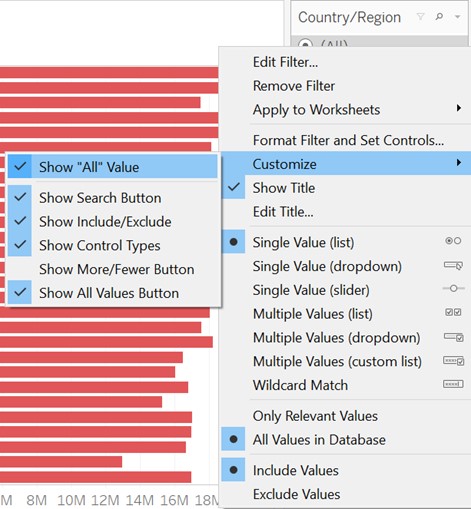 Country/Region
(All)
Edit Filter...
Remove Filter
Apply to Worksheets
Format Filter and Set Controls...
Customize
Show Title
Edit Title...
Single Value (list)
Single Value (dropdown)
Single Value (slider)
Multiple Values (list)
Multiple Values (dropdown)
Multiple Values (custom list)
Wildcard Match
Only Relevant Values
All Values in Database
Include Values
Exclude Values
Show "All" Value
Show Search Button
Show Include/Exclude
Show Control Types
Show More/Fewer Button
Show All Values Button
M 8M 10M 12M 14M 16M 18M